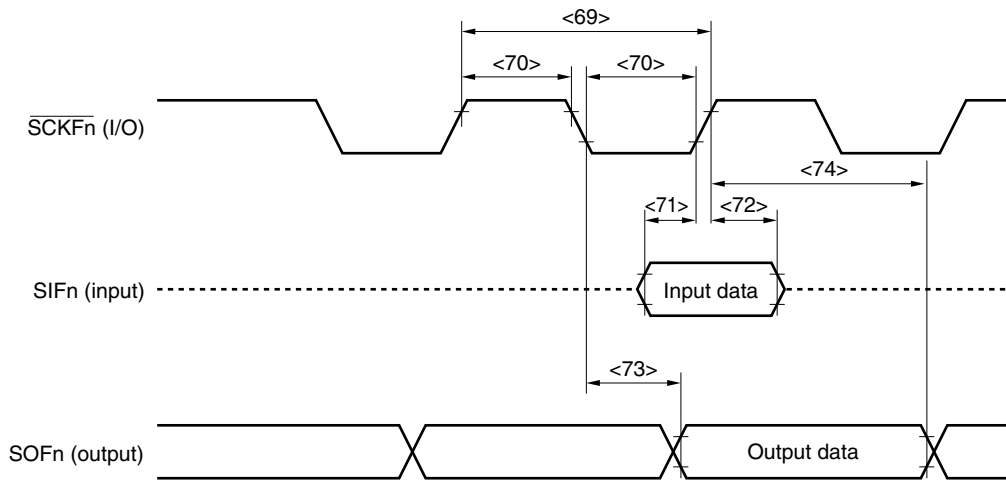 <69>
<70> <70>
SCKFn (I/O)
<74>
<71> <72>
SIFn (input)
Input data
<73>
SOFn (output)
Output data